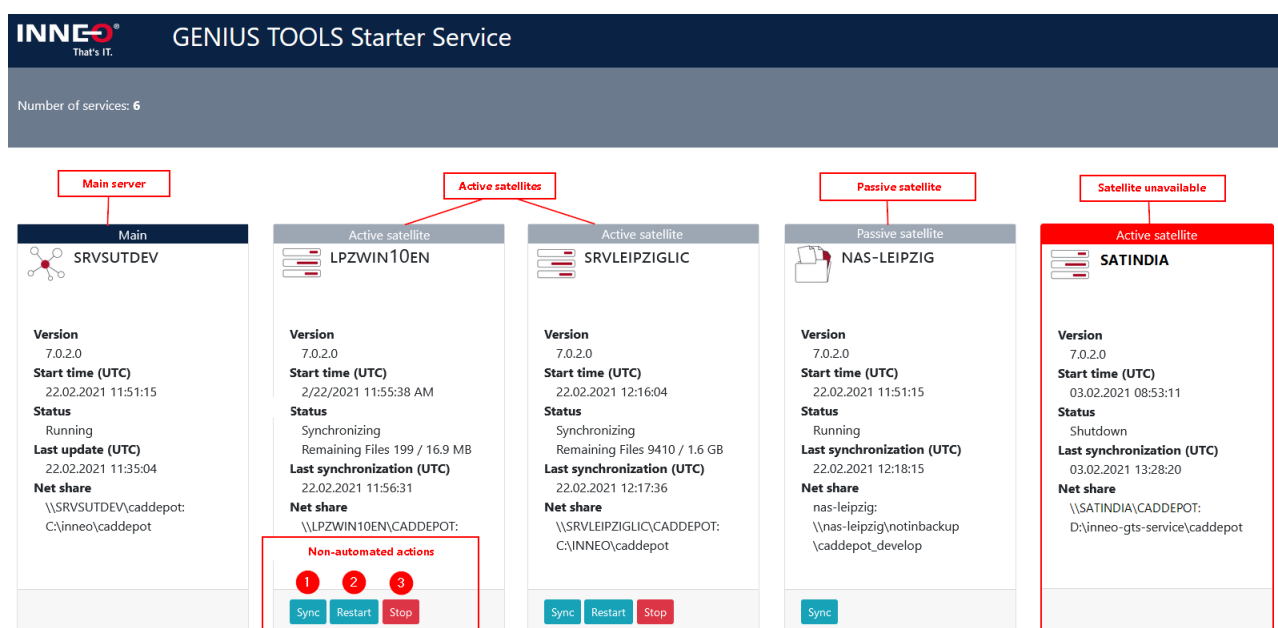 INNEO®
That's IT.
GENIUS TOOLS Starter Service
Number of services: 6
Main server
Active satellites
Passive satellite
Satellite unavailable
Main
SRVSUTDEV
Version
7.0.2.0
Start time (UTC)
22.02.2021 11:51:15
Status
Running
Last update (UTC)
22.02.2021 11:35:04
Net share
\\SRVSUTDEV\caddepot:
C:\inneo\caddepot
Active satellite
LPZWIN10EN
Version
7.0.2.0
Start time (UTC)
2/22/2021 11:55:38 AM
Status
Synchronizing
Remaining Files 199 / 16.9 MB
Last synchronization (UTC)
22.02.2021 11:56:31
Net share
\\LPZWIN10EN\CADDEPOT:
Non-automated actions
1 2 3
Sync Restart Stop
Active satellite
SRVLEIPZIGLIC
Version
7.0.2.0
Start time (UTC)
22.02.2021 12:16:04
Status
Synchronizing
Remaining Files 9410 / 1.6 GB
Last synchronization (UTC)
22.02.2021 12:17:36
Net share
\\SRVLEIPZIGLIC\CADDEPOT:
C:\INNEO\caddepot
Sync Restart Stop
Passive satellite
NAS-LEIPZIG
Version
7.0.2.0
Start time (UTC)
22.02.2021 11:51:15
Status
Running
Last synchronization (UTC)
22.02.2021 12:18:15
Net share
nas-leipzig:
\\nas-leipzig\notinbackup
\caddepot_develop
Sync
Active satellite
SATINDIA
Version
7.0.2.0
Start time (UTC)
03.02.2021 08:53:11
Status
Shutdown
Last synchronization (UTC)
03.02.2021 13:28:20
Net share
\\SATINDIA\CADDEPOT:
D:\inneo-gts-service\caddepot